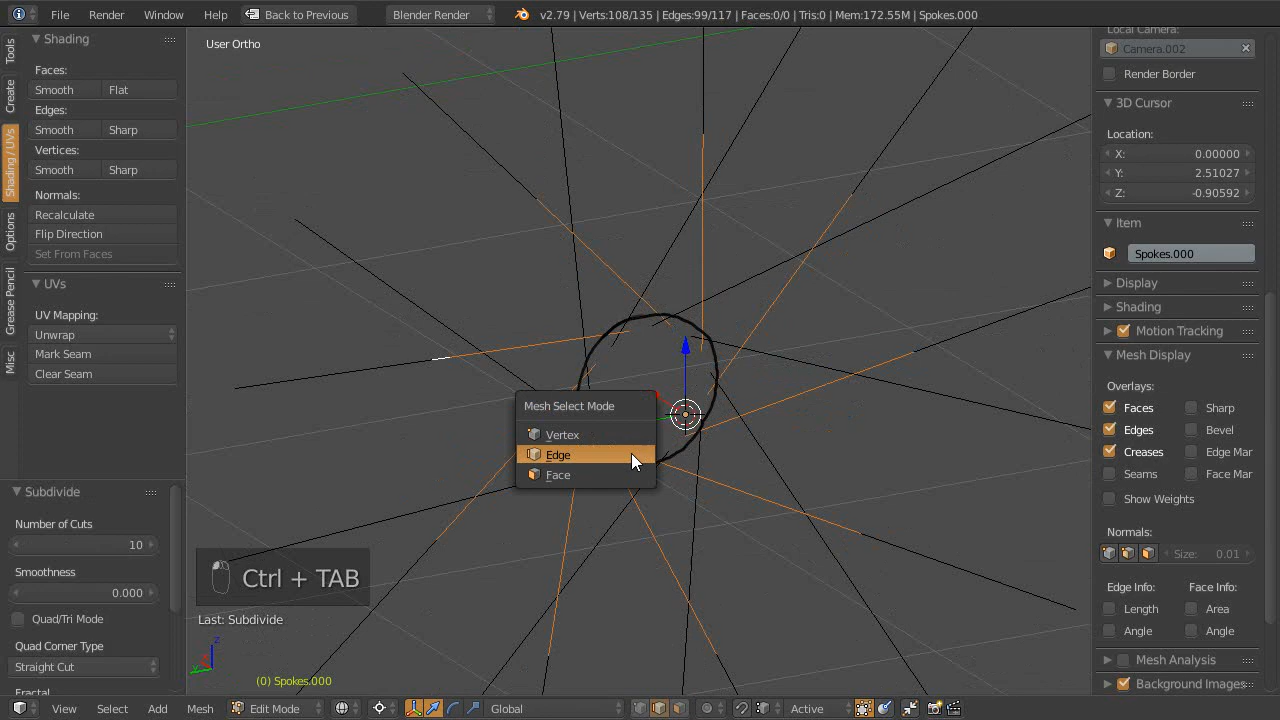 File Render Window Help Back to Previous Blender Render v2.79 | Verts:108/135 | Edges:99/117 | Faces:0/0 | Tris:0 | Mem:172.55M | Spokes.000
Tools
Create
Shading / UVs
Options
Grease Pencil
Misc
Shading
Faces:
Smooth Flat
Edges:
Smooth Sharp
Vertices:
Smooth Sharp
Normals:
Recalculate
Flip Direction
Set From Faces
UVs
UV Mapping:
Unwrap
Mark Seam
Clear Seam
Subdivide
Number of Cuts
10
Smoothness
0.000
Quad/Tri Mode
Quad Corner Type
Straight Cut
Fractal
User Ortho
Mesh Select Mode
Vertex
Edge
Face
Ctrl + TAB
Last: Subdivide
z
y
x
(0) Spokes.000
Local Camera:
Camera.002
Render Border
3D Cursor
Location:
X: 0.00000
Y: 2.51027
Z: -0.90592
Item
Spokes.000
Display
Shading
Motion Tracking
Mesh Display
Overlays:
Faces Sharp
Edges Bevel
Creases Edge Mar
Seams Face Mar
Show Weights
Normals:
Size: 0.01
Edge Info: Face Info:
Length Area
Angle Angle
Mesh Analysis
Background Images
View Select Add Mesh Edit Mode Global Active